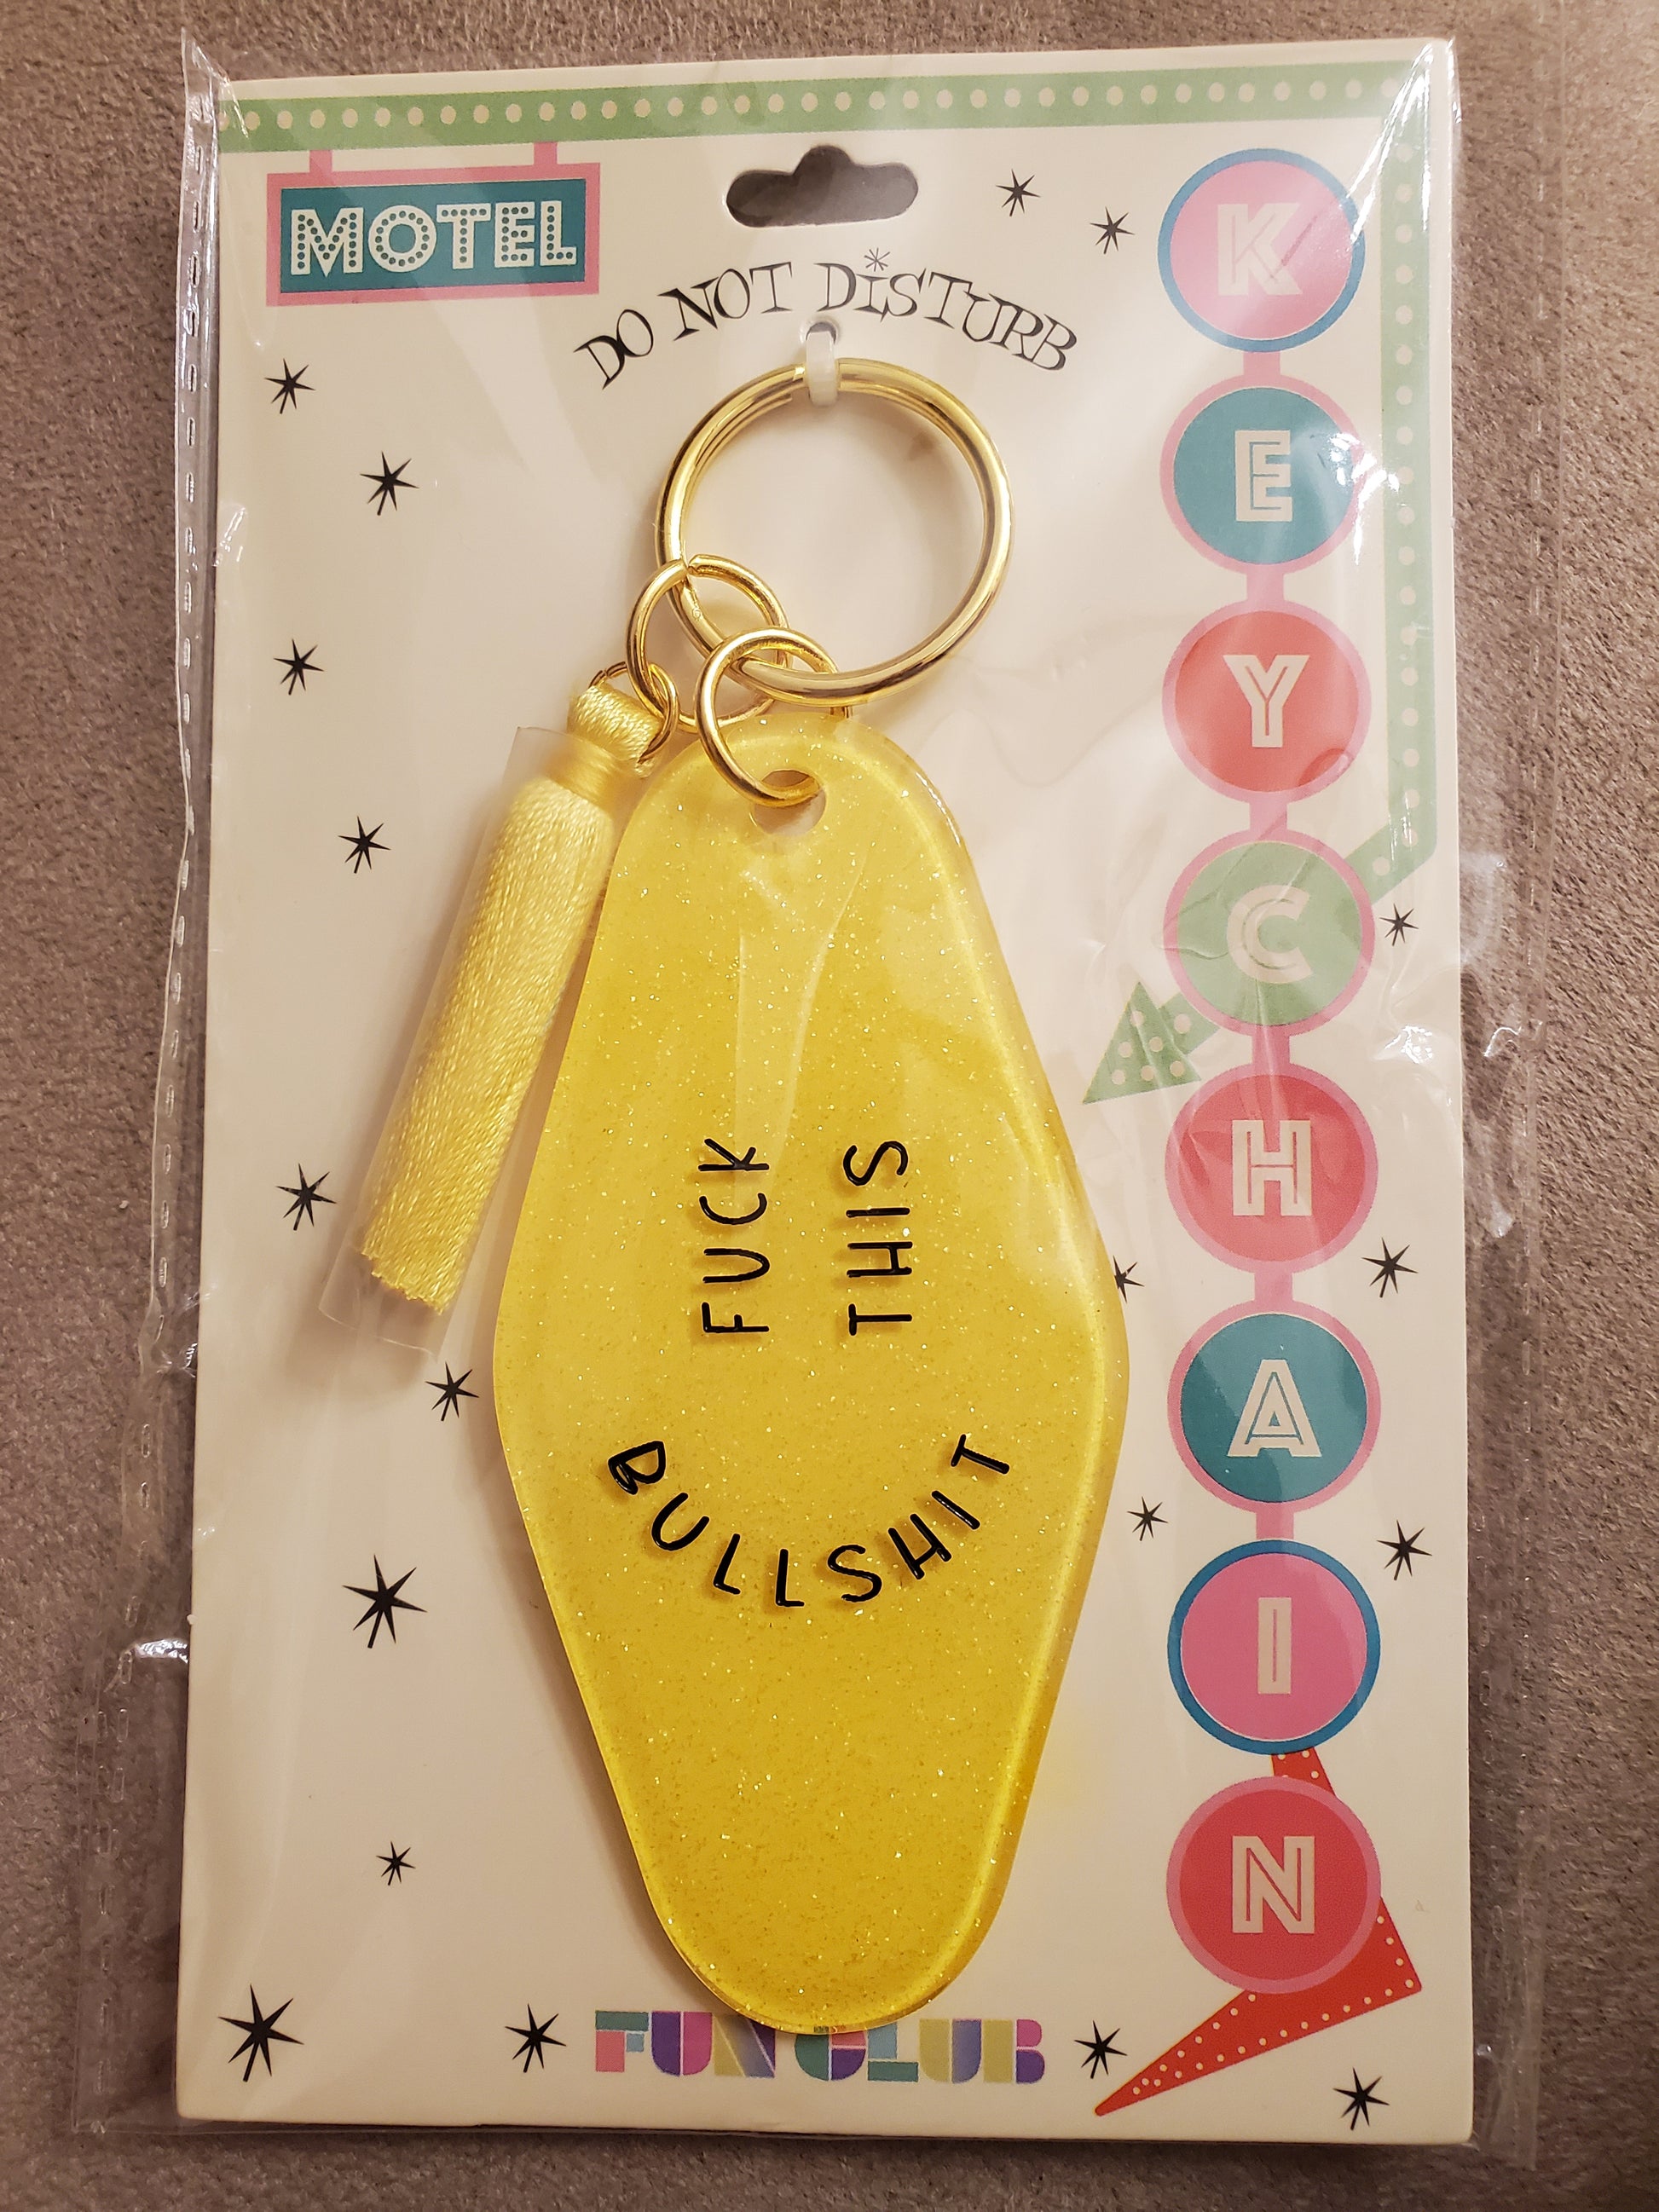 MOTEL
DO NOT DISTURB
KEYCHAIN
FUCK
THIS
BULLSHIT
FUN CLUB